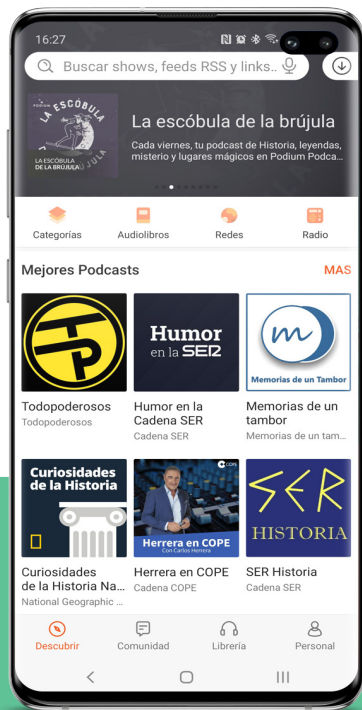 16:27
Buscar shows, feeds RSS y links..
PODIUM
LA ESCÓBULA
DE LA BRÚJULA
La escóbula de la brújula
Cada viernes, tu podcast de Historia, leyendas,
misterio y lugares mágicos en Podium Podca...
Categorías
Audiolibros
Redes
Radio
Mejores Podcasts
MAS
TP
Humor
en la SER
m
Memorias de un Tambor
Todopoderosos
Todopoderosos
Humor en la
Cadena SER
Cadena SER
Memorias de un
tambor
Memorias de un tam...
Curiosidades
de la Historia
COPE
Herrera en COPE
Con Carlos Herrera
SER
HISTORIA
Curiosidades
de la Historia Na...
National Geographic ...
Herrera en COPE
Cadena COPE
SER Historia
Cadena SER
Descubrir
Comunidad
Librería
Personal